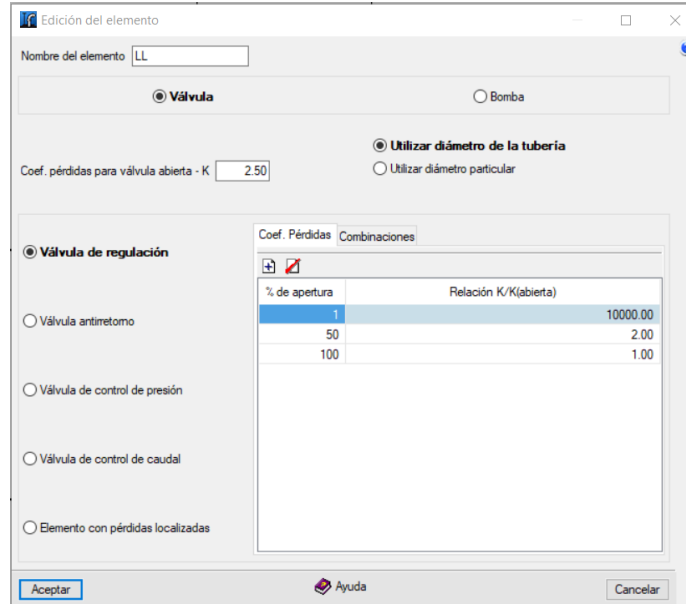 Edición del elemento
Nombre del elemento LL
Válvula Bomba
Utilizar diámetro de la tubería
Coef. pérdidas para válvula abierta - K 2.50 Utilizar diámetro particular
Coef. Pérdidas Combinaciones
Válvula de regulación
% de apertura Relación K/K(abierta)
1 10000.00
Válvula antirretorno
50 2.00
100 1.00
Válvula de control de presión
Válvula de control de caudal
Elemento con pérdidas localizadas
Aceptar Ayuda Cancelar